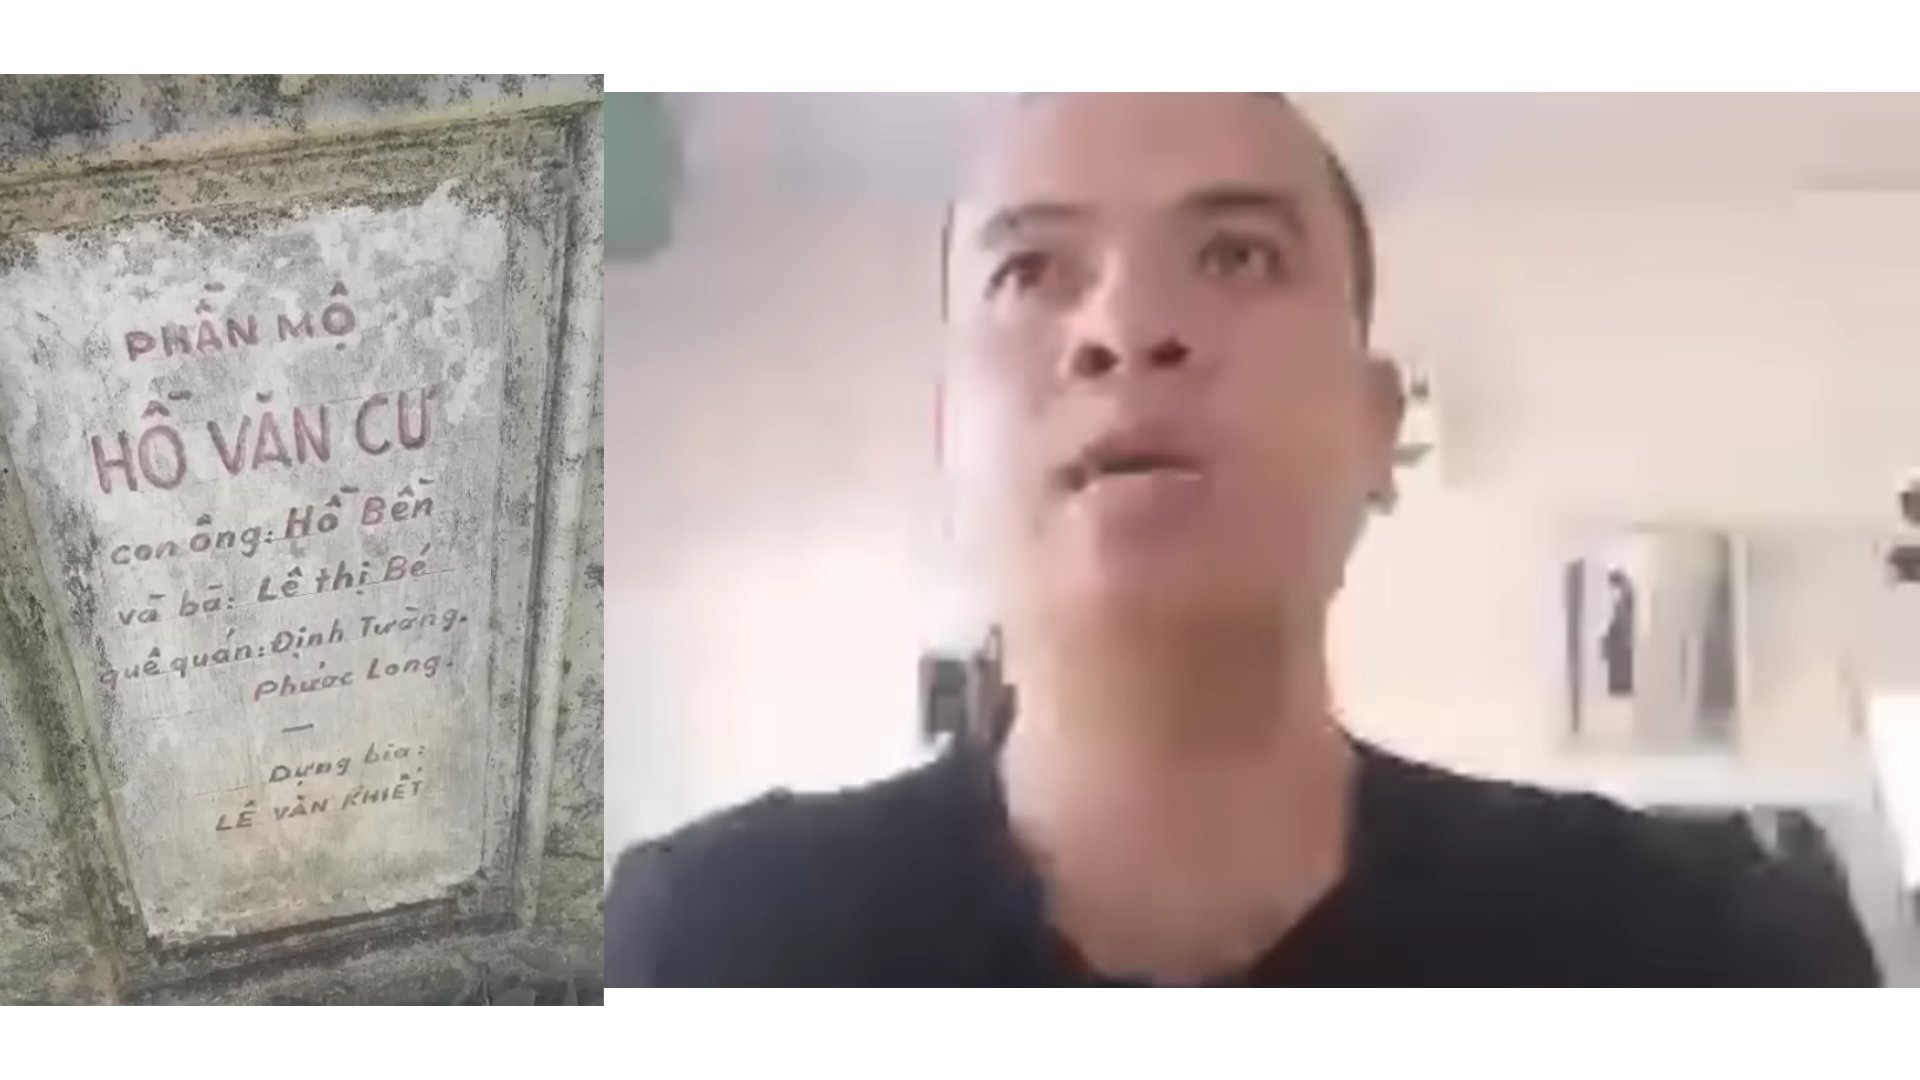 PHẦN MỘ
HỒ VĂN CƯ
con ông: Hồ Bền
và bà: Lê thị Bé
quê quán: Định Tường.
Phước Long.
—
Dựng bia:
LÊ VĂN KHIẾT